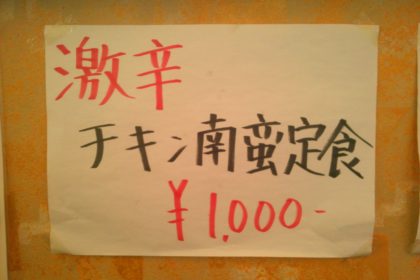 激辛
チキン南蛮定食
¥1,000-